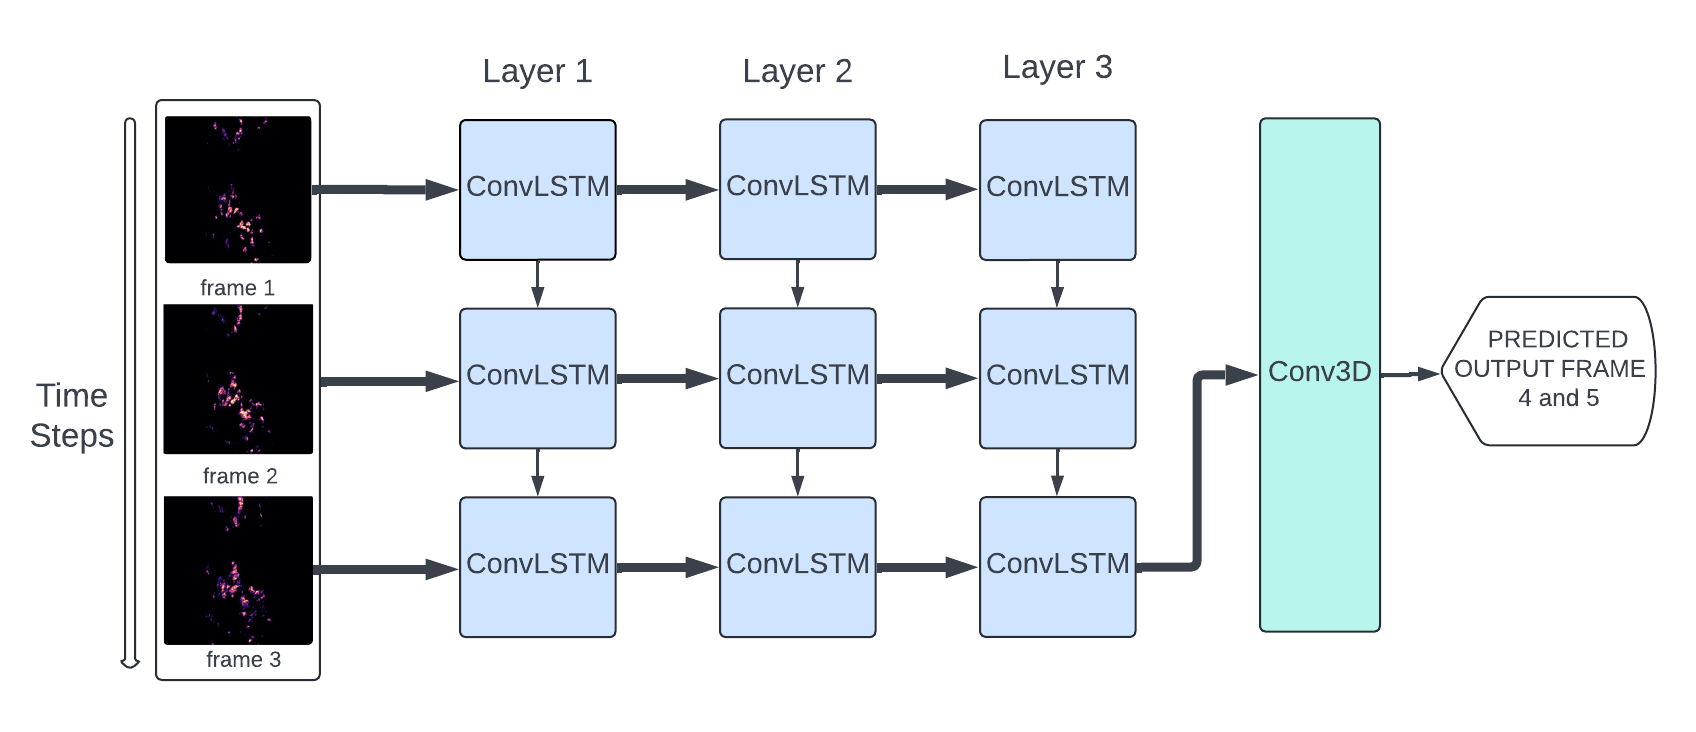 Layer 1
Layer 2
Layer 3
Time
Steps
frame 1
frame 2
frame 3
ConvLSTM
ConvLSTM
ConvLSTM
ConvLSTM
ConvLSTM
ConvLSTM
ConvLSTM
ConvLSTM
ConvLSTM
Conv3D
PREDICTED
OUTPUT FRAME
4 and 5